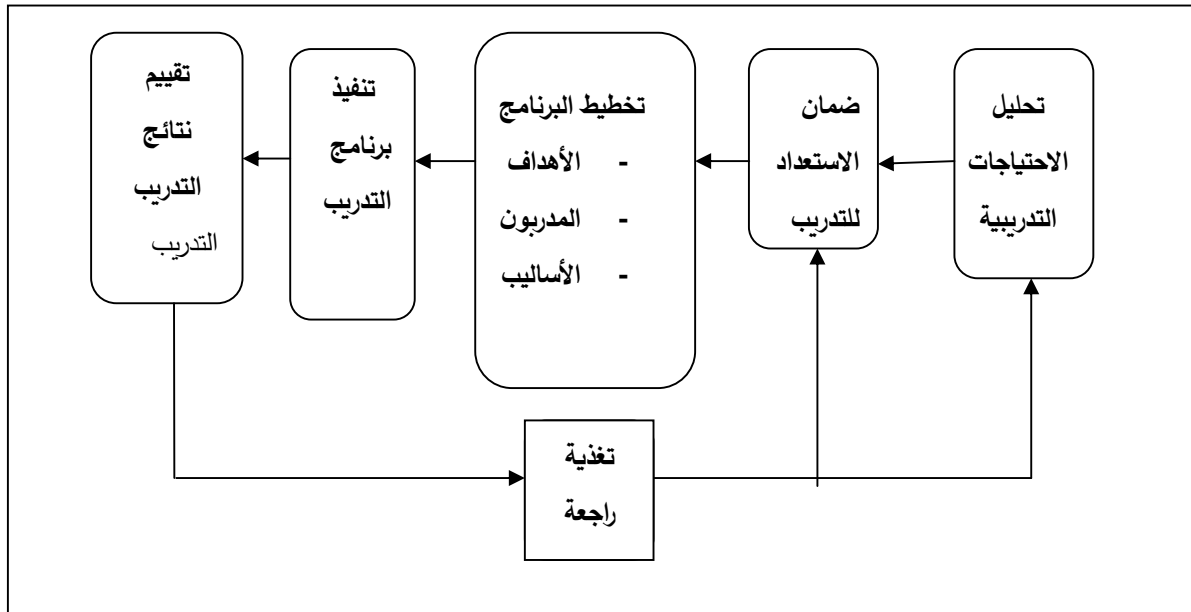 تحليل
الاحتياجات
التدريبية
ضمان
الاستعداد
للتدريب
تخطيط البرنامج
- الأهداف
- المدربون
- الأساليب
تنفيذ
برنامج
التدريب
تقييم
نتائج
التدريب
التدريب
تغذية
راجعة